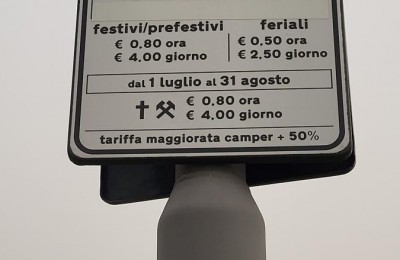 festivi/prefestivi feriali
€ 0,80 ora € 0,50 ora
€ 4,00 giorno € 2,50 giorno
dal 1 luglio al 31 agosto
€ 0,80 ora
€ 4,00 giorno
tariffa maggiorata camper + 50%